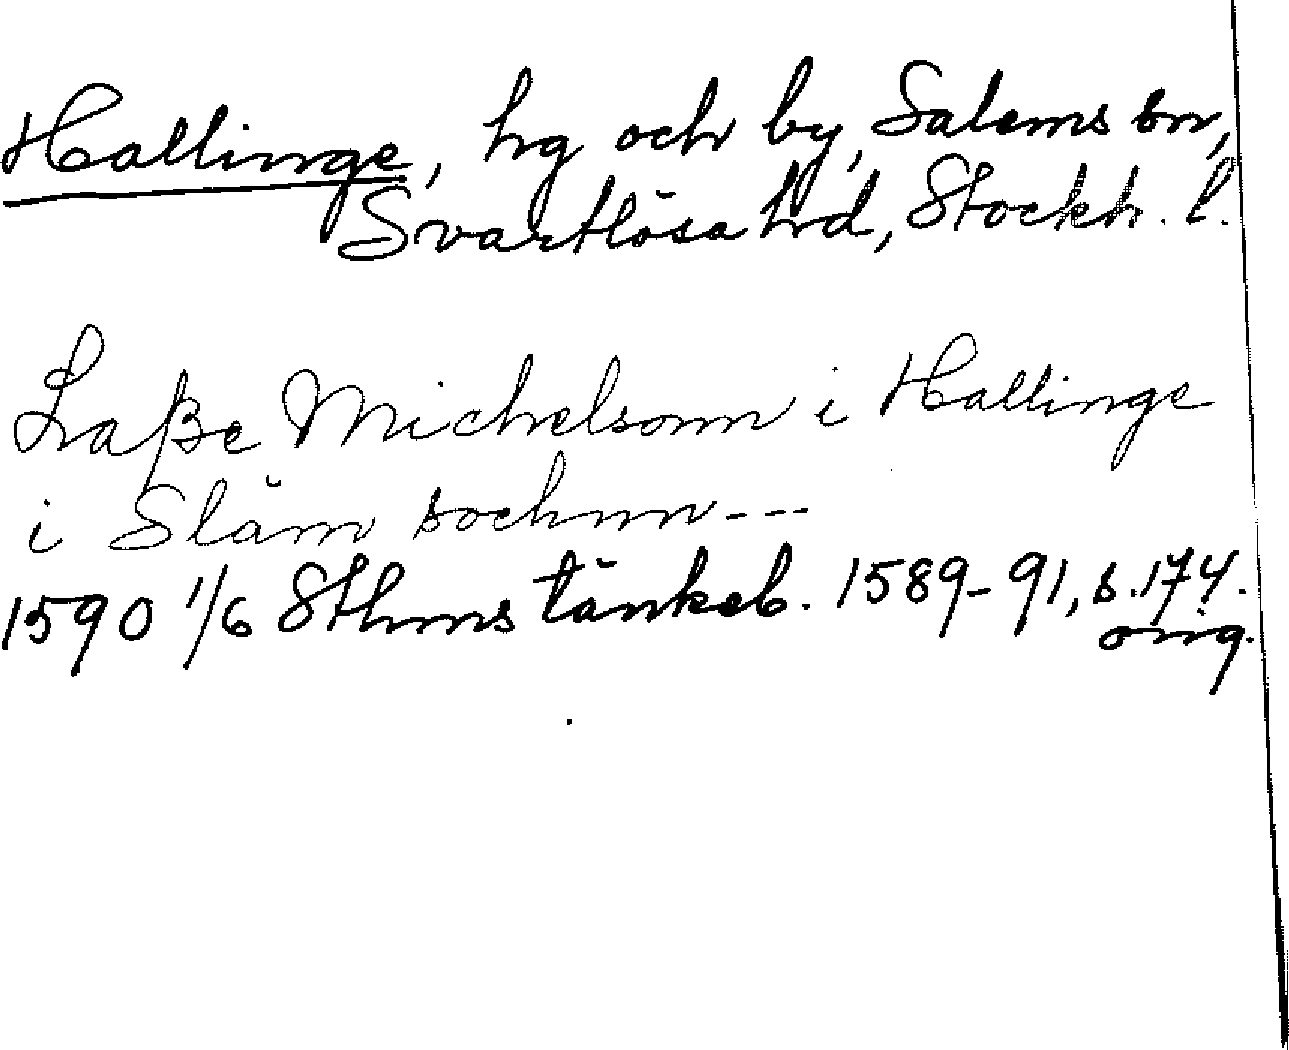 Hallinge, hg och by, Salems sn,
Svartlösa hd, Stockh. l.
Laße Michelsonn i Hallinge
i Släm sochnn---
1590 1/6 Sthms tänkeb. 1589-91, s. 174.
orig.